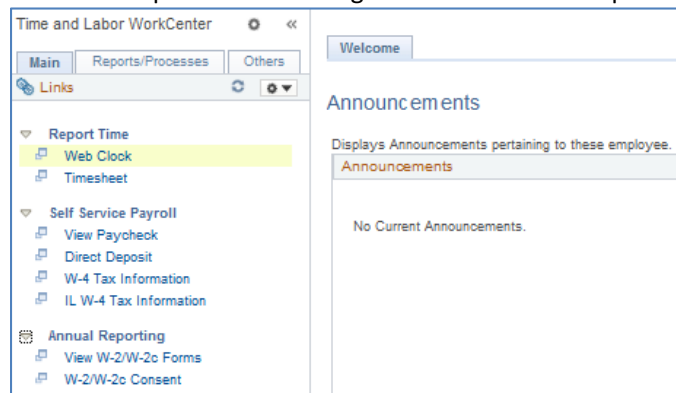 Time and Labor WorkCenter
Main
Reports/Processes
Others
Links
Report Time
Web Clock
Timesheet
Self Service Payroll
View Paycheck
Direct Deposit
W-4 Tax Information
IL W-4 Tax Information
Annual Reporting
View W-2/W-2c Forms
W-2/W-2c Consent
Welcome
Announcements
Displays Announcements pertaining to these employee.
Announcements
No Current Announcements.